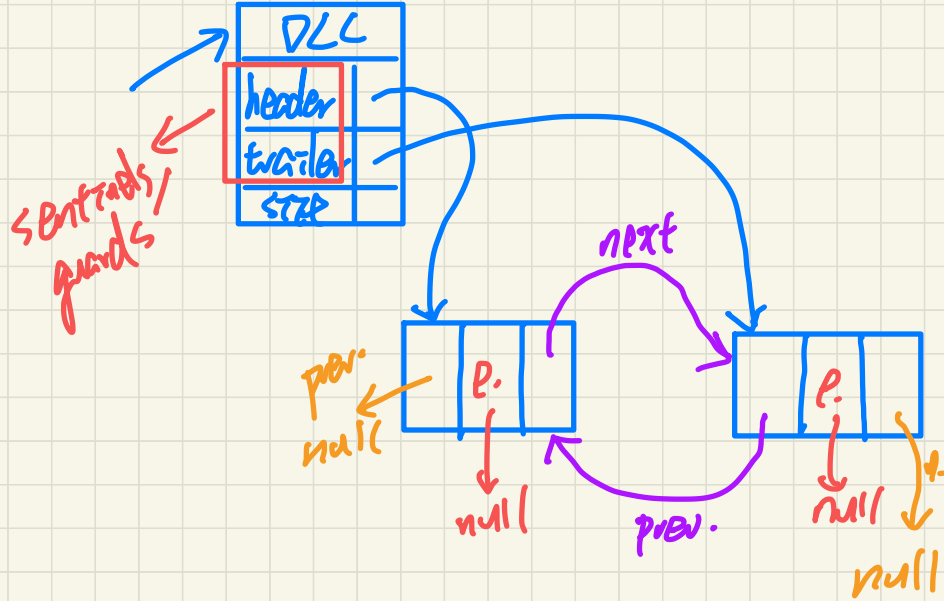 DLL
header
trailer
size
sentinels/
guards
next
prev.
null
e.
null
prev.
e.
null
null